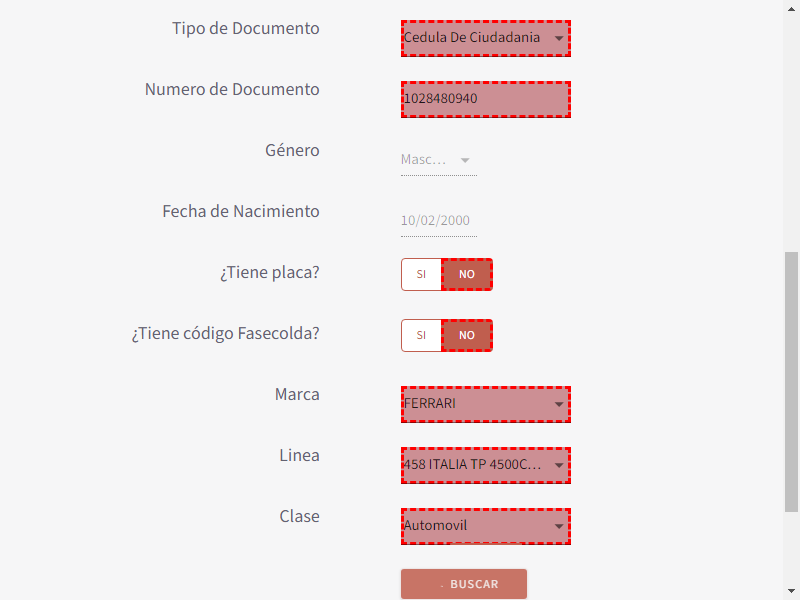 Tipo de Documento
Cedula De Ciudadania
Numero de Documento
1028480940
Género
Masc...
Fecha de Nacimiento
10/02/2000
¿Tiene placa?
SI NO
¿Tiene código Fasecolda?
SI NO
Marca
FERRARI
Linea
458 ITALIA TP 4500C...
Clase
Automovil
BUSCAR